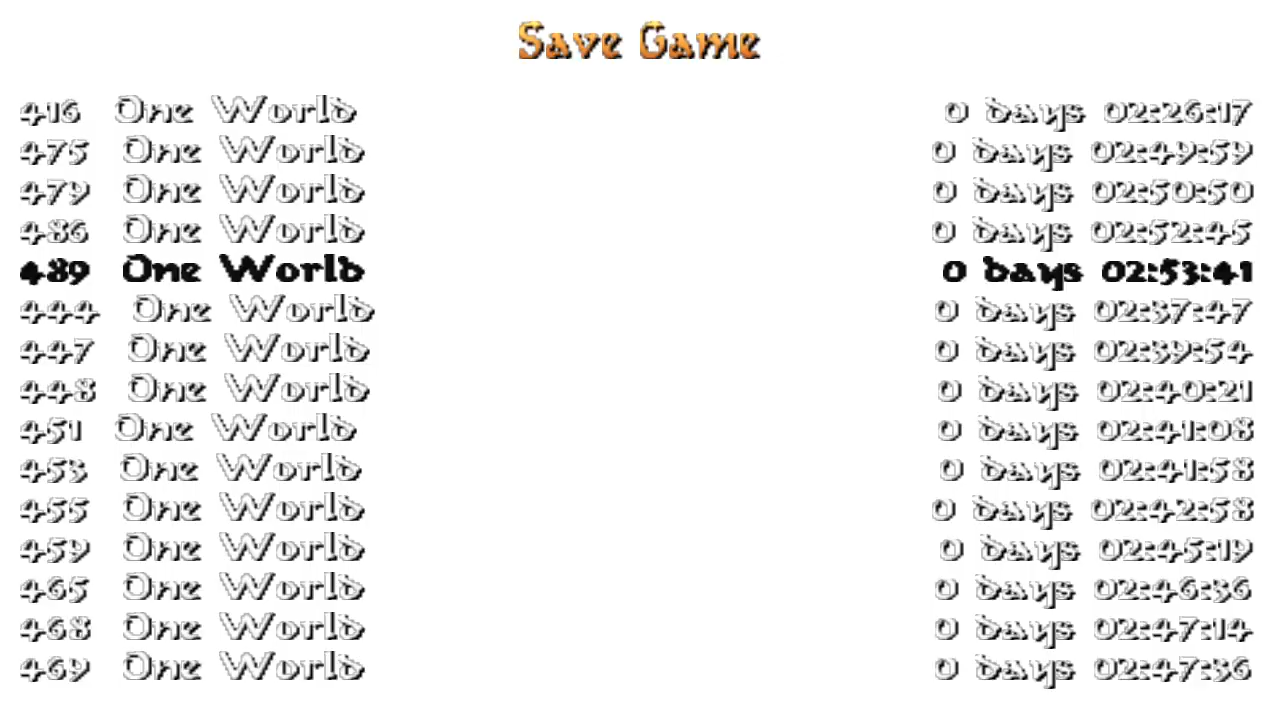 Save Game
416 One World 0 days 02:26:17
475 One World 0 days 02:49:59
479 One World 0 days 02:50:50
486 One World 0 days 02:52:45
489 One World 0 days 02:53:41
444 One World 0 days 02:37:47
447 One World 0 days 02:39:54
448 One World 0 days 02:40:21
451 One World 0 days 02:41:08
453 One World 0 days 02:41:58
455 One World 0 days 02:42:58
459 One World 0 days 02:45:19
465 One World 0 days 02:46:36
468 One World 0 days 02:47:14
469 One World 0 days 02:47:36